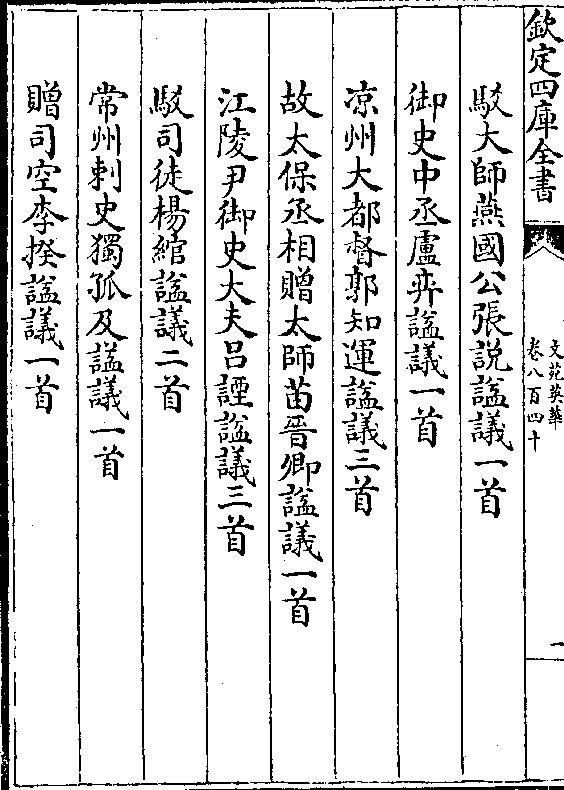 欽定四庫全書
文苑英華
卷八百四十
一
駁大師燕國公張説謚議一首
御史中丞盧弈謚議一首
凉州大都督郭知運謚議三首
故太保丞相贈太師苗晉卿謚議一首
江陵尹御史大夫呂諲謚議三首
駁司徒楊綰謚議二首
常州刺史獨孤及謚議一首
贈司空李揆謚議一首